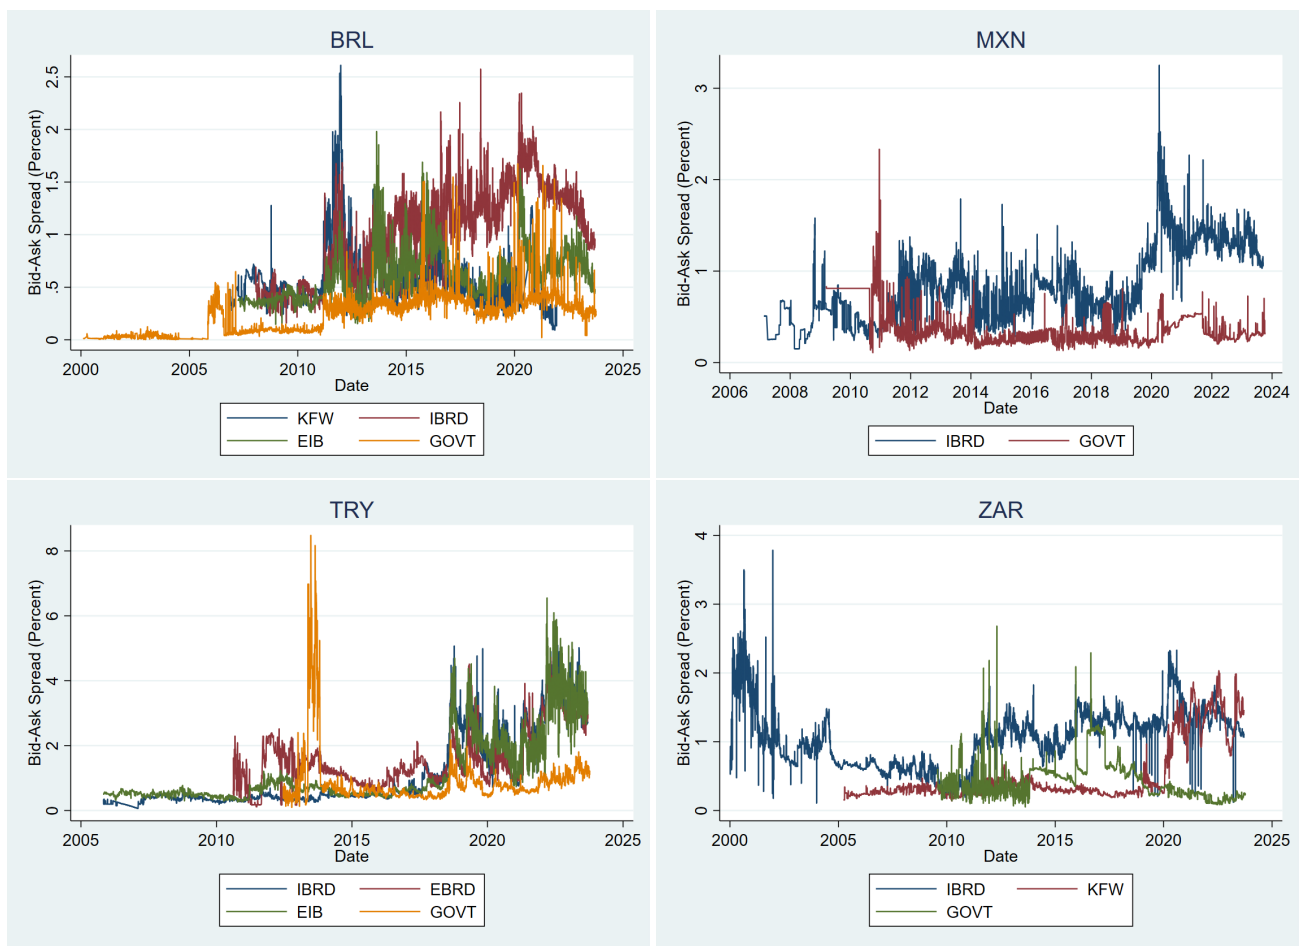 BRL
Bid-Ask Spread (Percent)
2.5
2
1.5
1
.5
0
2000 2005 2010 2015 2020 2025
Date
KFW IBRD
EIB GOVT
MXN
Bid-Ask Spread (Percent)
3
2
1
0
2006 2008 2010 2012 2014 2016 2018 2020 2022 2024
Date
IBRD GOVT
TRY
Bid-Ask Spread (Percent)
8
6
4
2
0
2005 2010 2015 2020 2025
Date
IBRD EBRD
EIB GOVT
ZAR
Bid-Ask Spread (Percent)
4
3
2
1
0
2000 2005 2010 2015 2020 2025
Date
IBRD KFW
GOVT